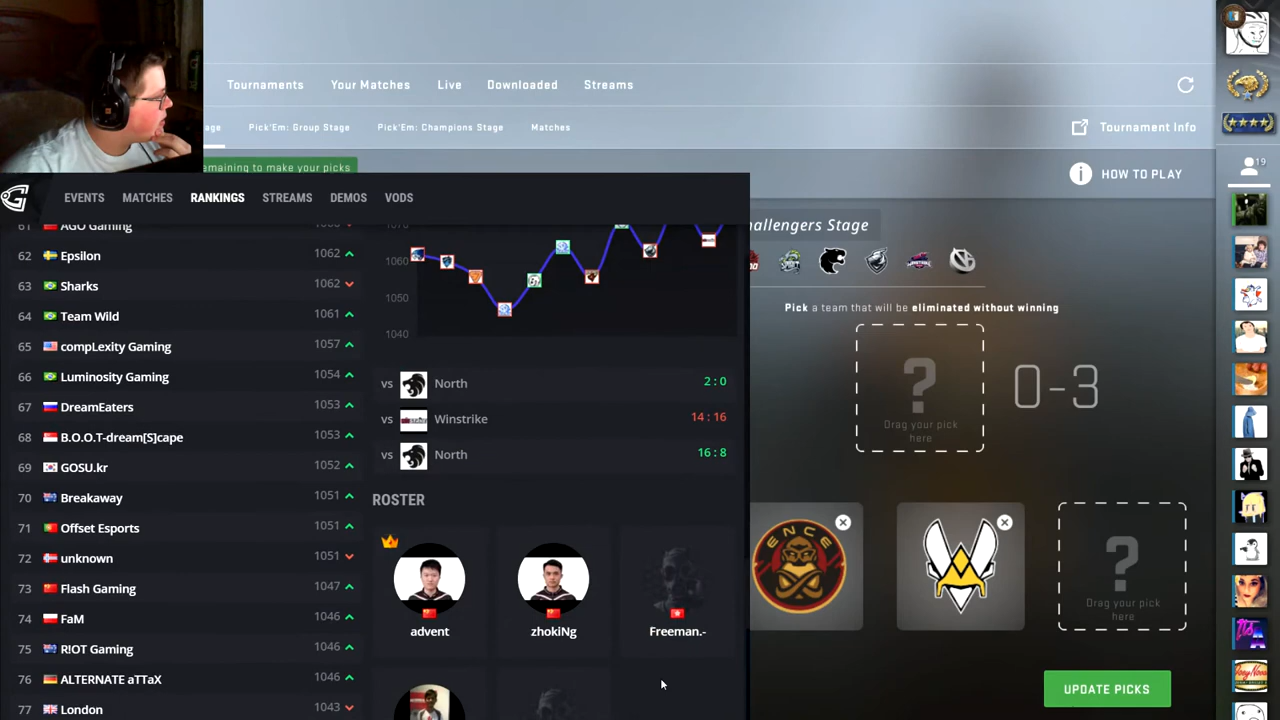 Tournaments Your Matches Live Downloaded Streams
Pick'Em: Group Stage Pick'Em: Champions Stage Matches
Tournament Info
emaining to make your picks
HOW TO PLAY
19
EVENTS MATCHES RANKINGS STREAMS DEMOS VODS
61 AGO Gaming
62 Epsilon 1062
63 Sharks 1062
64 Team Wild 1061
65 compLexity Gaming 1057
66 Luminosity Gaming 1054
67 DreamEaters 1053
68 B.O.O.T-dream[S]cape 1053
69 GOSU.kr 1052
70 Breakaway 1051
71 Offset Esports 1051
72 unknown 1051
73 Flash Gaming 1047
74 FaM 1046
75 R!OT Gaming 1046
76 ALTERNATE aTTaX 1046
77 London 1043
1060
1050
1040
vs North 2 : 0
vs Winstrike 14 : 16
vs North 16 : 8
ROSTER
advent
zhokiNg
Freeman.-
hallengers Stage
Pick a team that will be eliminated without winning
?
Drag your pick
here
0-3
ENCE
?
Drag your pick
here
UPDATE PICKS